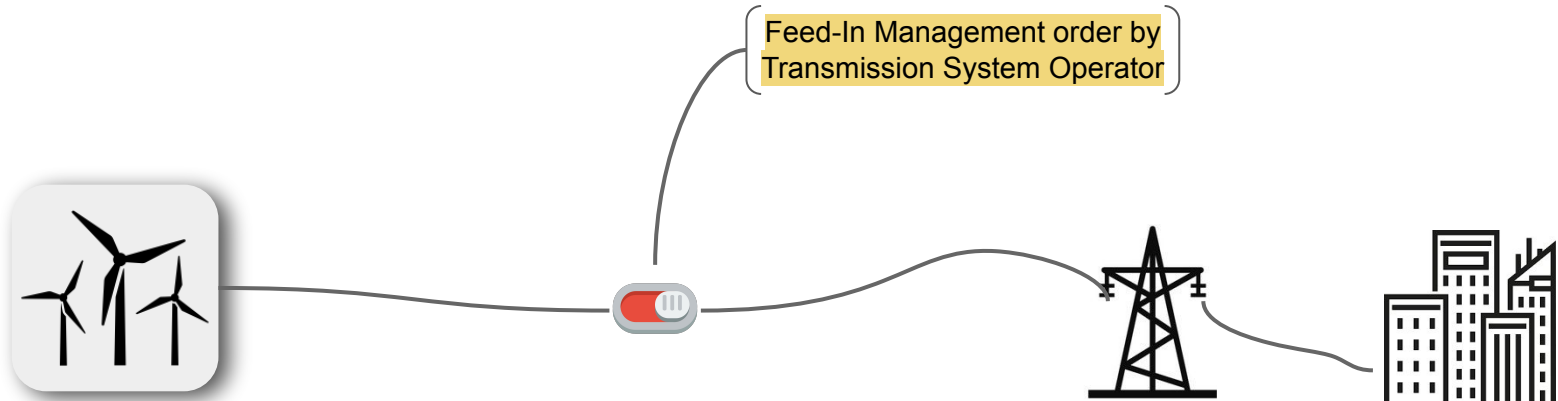 Feed-In Management order by
Transmission System Operator